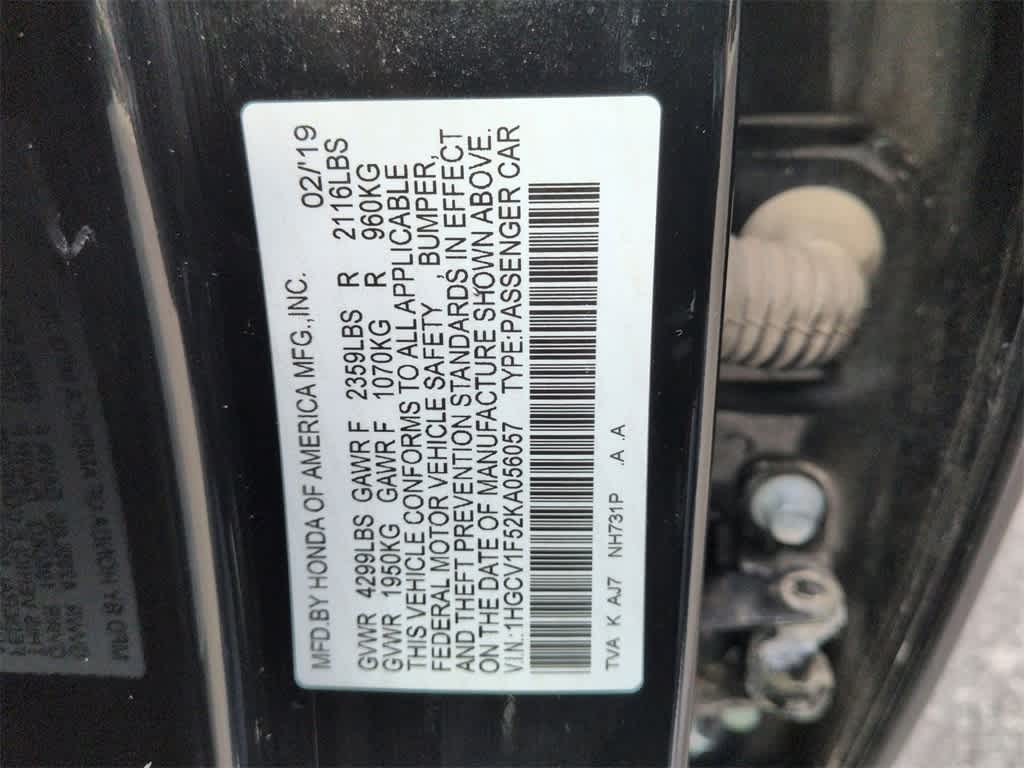 MFD.BY HONDA OF AMERICA MFG.,INC. 02/'19
GVWR 4299LBS GAWR F 2359LBS R 2116LBS
GVWR 1950KG GAWR F 1070KG R 960KG
THIS VEHICLE CONFORMS TO ALL APPLICABLE
FEDERAL MOTOR VEHICLE SAFETY, BUMPER,
AND THEFT PREVENTION STANDARDS IN EFFECT
ON THE DATE OF MANUFACTURE SHOWN ABOVE.
V.I.N.:1HGCV1F52KA056057 TYPE:PASSENGER CAR
TVA K AJ7 NH731P .A .A